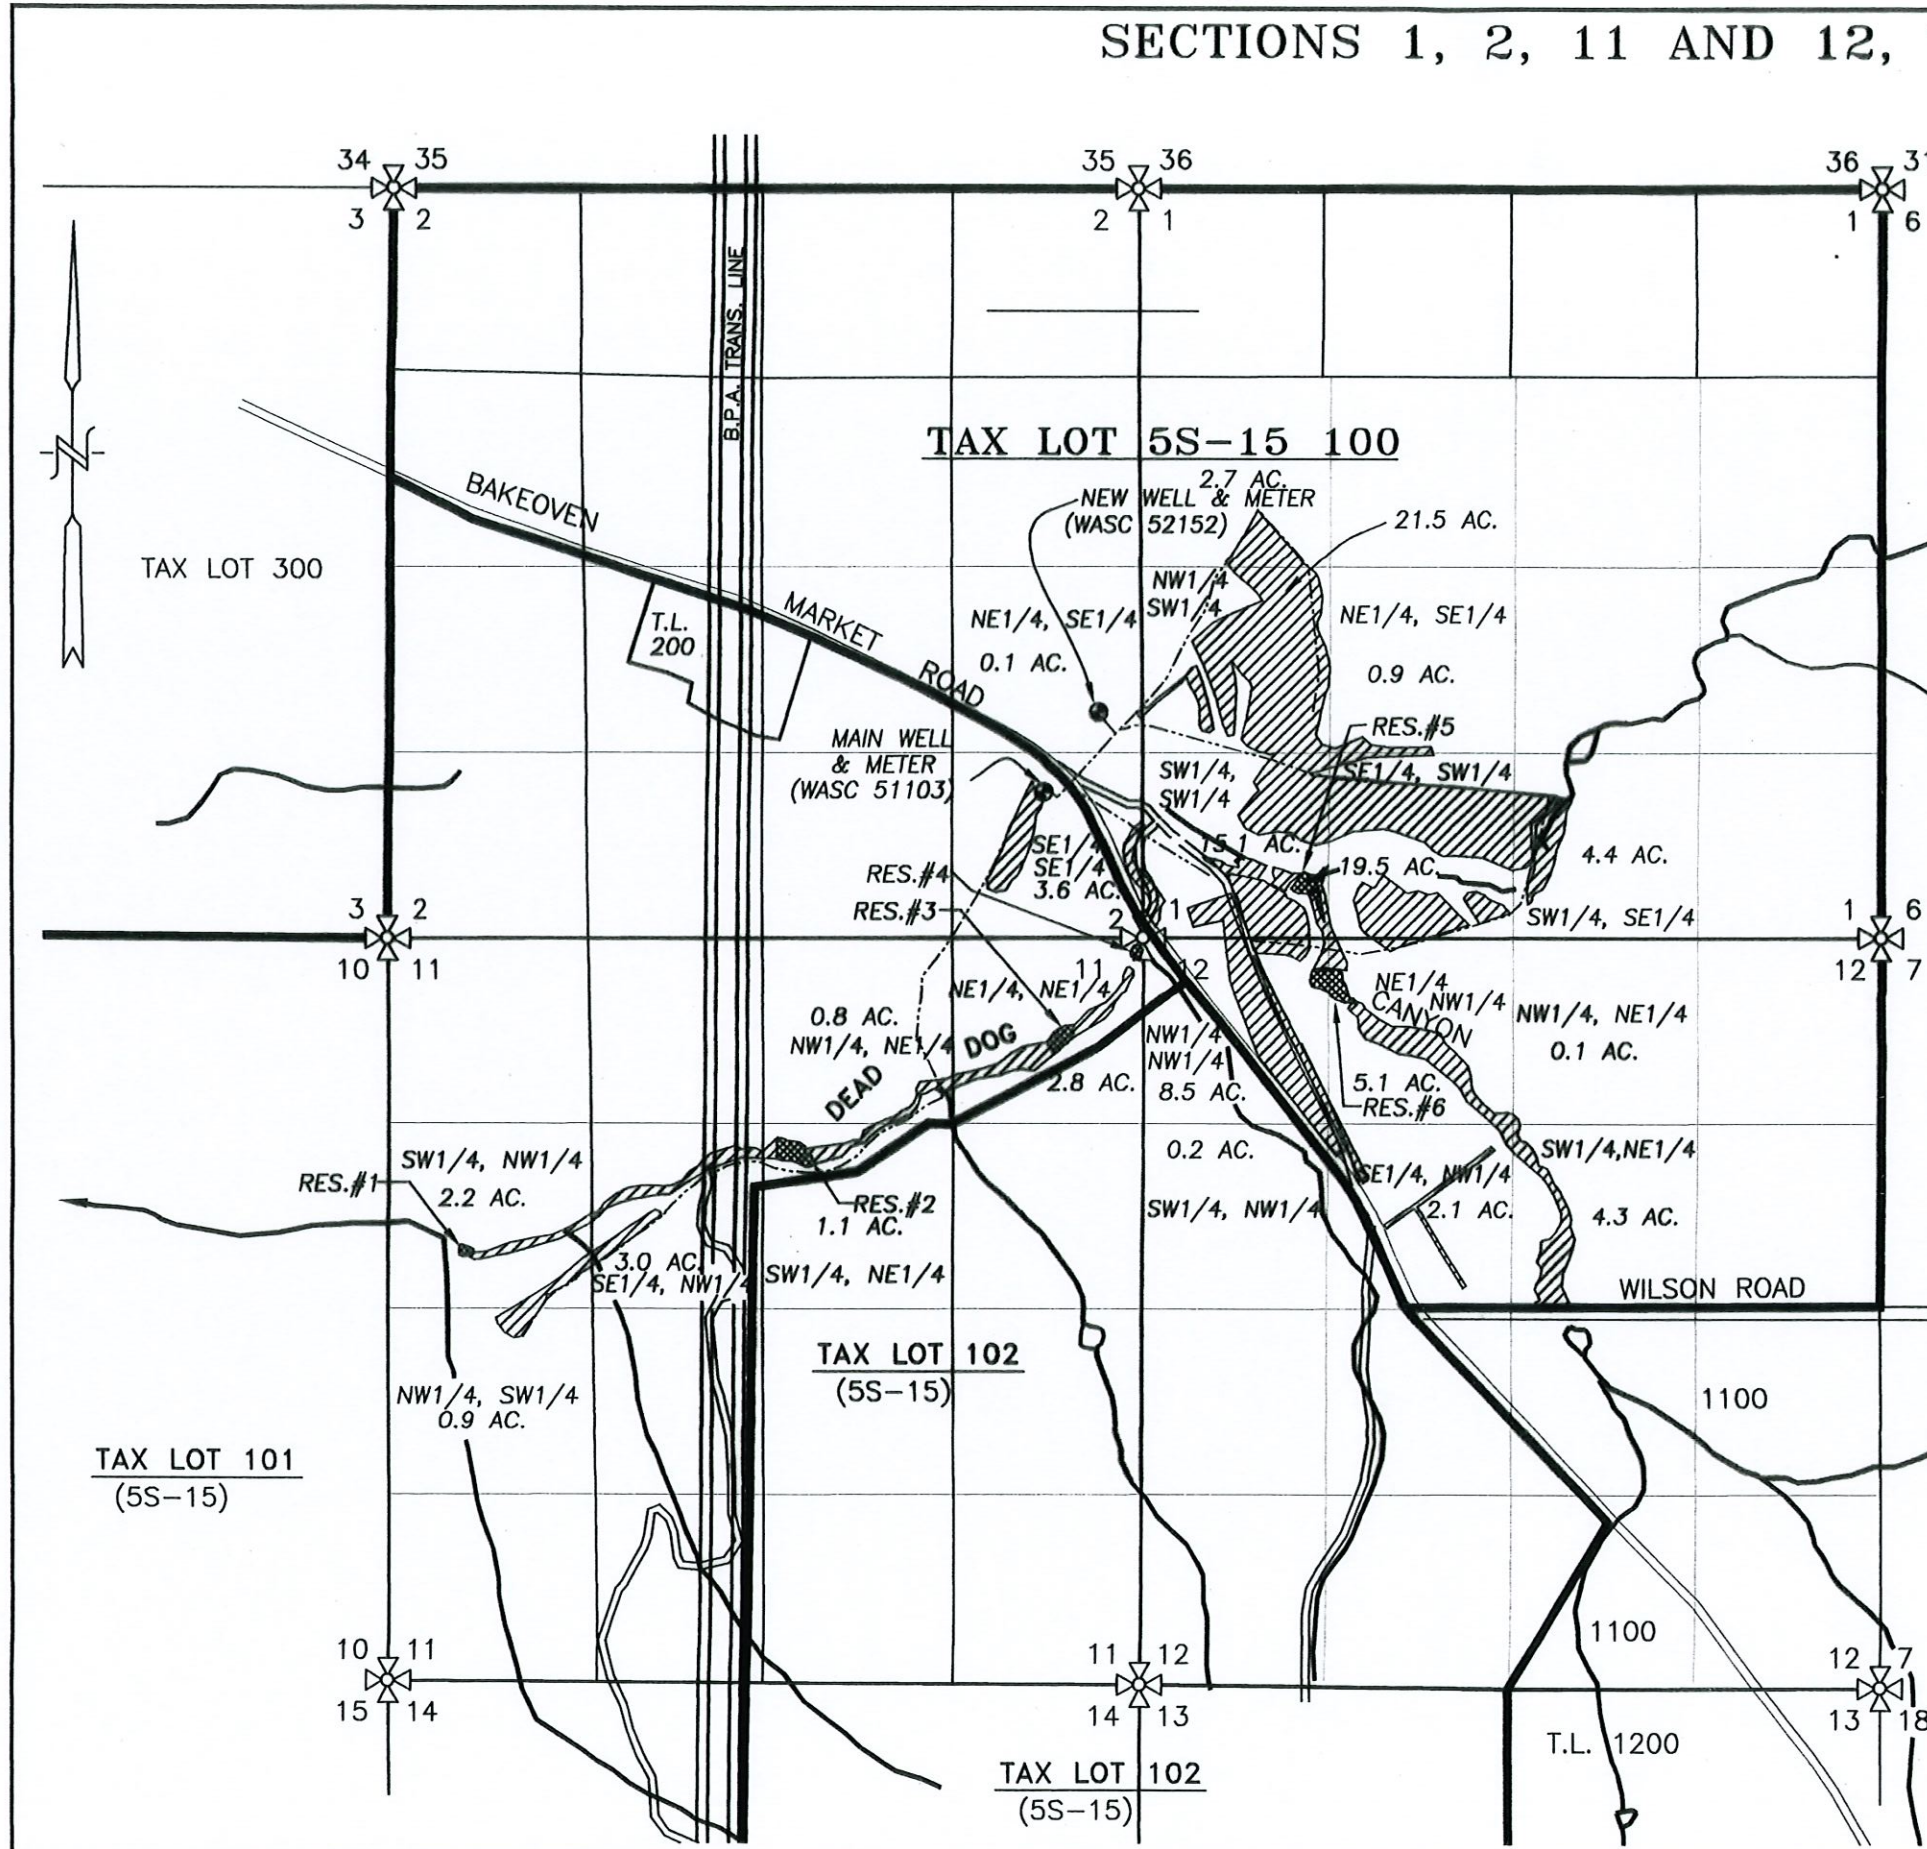 SECTIONS 1, 2, 11 AND 12,
34 35
3 2
35 36
2 1
36 31
1 6
N
B.P.A. TRANS. LINE
TAX LOT 5S-15 100
2.7 AC.
NEW WELL & METER
(WASC 52152)
21.5 AC.
BAKEOVEN
MARKET
ROAD
TAX LOT 300
T.L.
200
NW1/4
SW1/4
NE1/4, SE1/4
0.1 AC.
NE1/4, SE1/4
0.9 AC.
RES.#5
MAIN WELL
& METER
(WASC 51103)
SW1/4,
SW1/4
SE1/4, SW1/4
SE1/4
SE1/4
3.6 AC.
15.1 AC.
19.5 AC.
4.4 AC.
RES.#4
RES.#3
SW1/4, SE1/4
3 2
10 11
2 1
11 12
1 6
12 7
NE1/4, NE1/4
0.8 AC.
NW1/4, NE1/4
DEAD
DOG
CANYON
NE1/4
NW1/4
NW1/4, NE1/4
0.1 AC.
NW1/4
NW1/4
8.5 AC.
2.8 AC.
5.1 AC.
RES.#6
0.2 AC.
SW1/4, NW1/4
RES.#1
2.2 AC.
SW1/4,NE1/4
SE1/4, NW1/4
2.1 AC.
4.3 AC.
SW1/4, NW1/4
RES.#2
1.1 AC.
3.0 AC.
SE1/4, NW1/4
SW1/4, NE1/4
WILSON ROAD
TAX LOT 102
(5S-15)
NW1/4, SW1/4
0.9 AC.
1100
TAX LOT 101
(5S-15)
1100
10 11
15 14
11 12
14 13
12 7
13 18
T.L. 1200
TAX LOT 102
(5S-15)